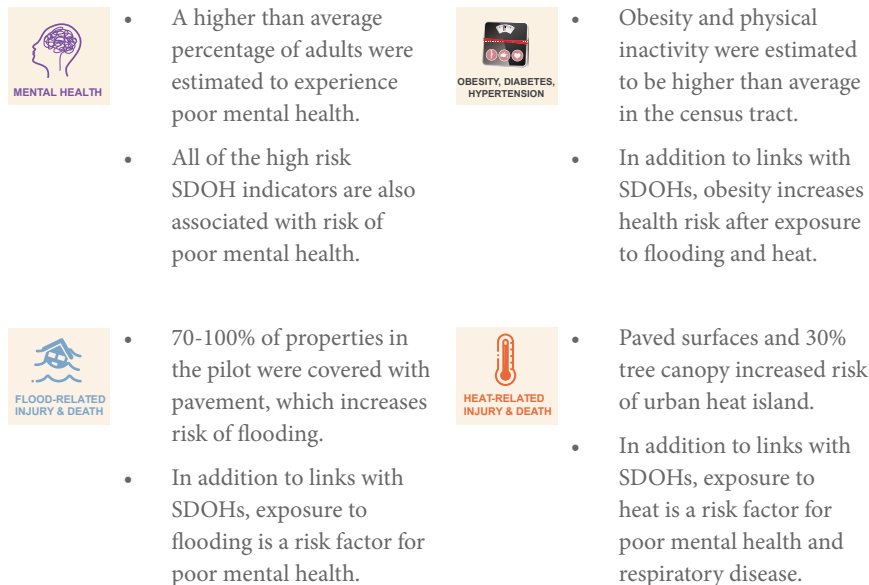 MENTAL HEALTH
• A higher than average
percentage of adults were
estimated to experience
poor mental health.
• All of the high risk
SDOH indicators are also
associated with risk of
poor mental health.
OBESITY, DIABETES,
HYPERTENSION
• Obesity and physical
inactivity were estimated
to be higher than average
in the census tract.
• In addition to links with
SDOHs, obesity increases
health risk after exposure
to flooding and heat.
FLOOD-RELATED
INJURY & DEATH
• 70-100% of properties in
the pilot were covered with
pavement, which increases
risk of flooding.
• In addition to links with
SDOHs, exposure to
flooding is a risk factor for
poor mental health.
HEAT-RELATED
INJURY & DEATH
• Paved surfaces and 30%
tree canopy increased risk
of urban heat island.
• In addition to links with
SDOHs, exposure to
heat is a risk factor for
poor mental health and
respiratory disease.